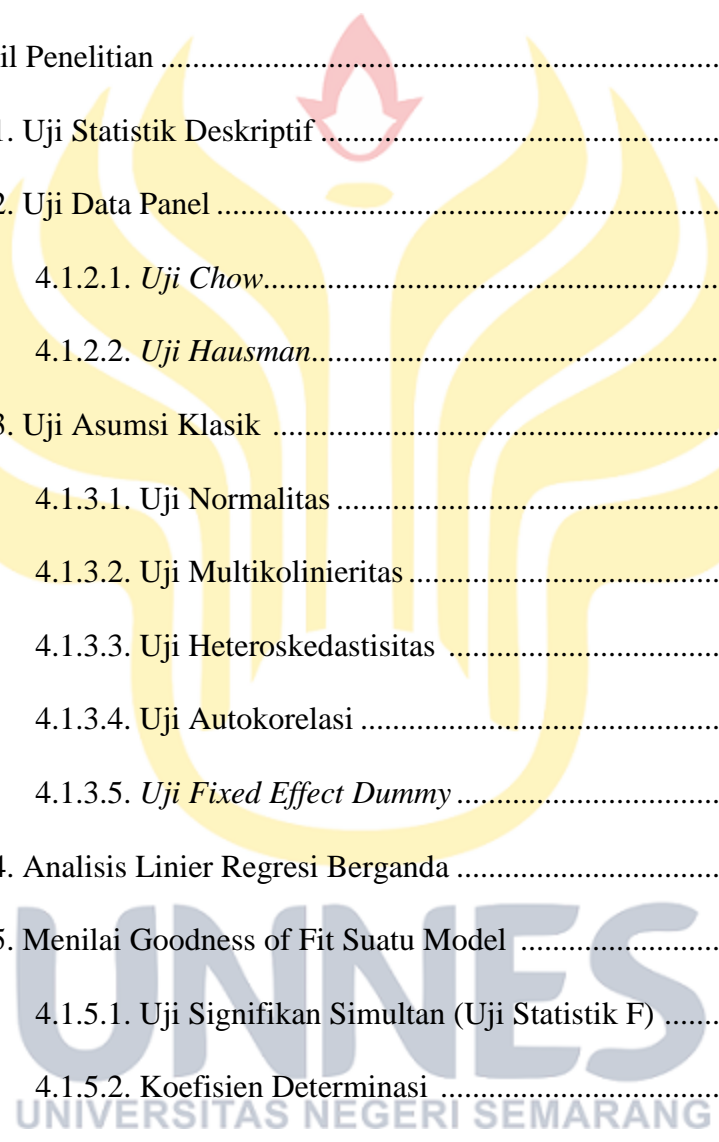 il Penelitian ............................................................
1. Uji Statistik Deskriptif ............................................
2. Uji Data Panel ........................................................
4.1.2.1. Uji Chow..................................................
4.1.2.2. Uji Hausman............................................
3. Uji Asumsi Klasik ..................................................
4.1.3.1. Uji Normalitas ..........................................
4.1.3.2. Uji Multikolinieritas ..................................
4.1.3.3. Uji Heteroskedastisitas ..............................
4.1.3.4. Uji Autokorelasi ........................................
4.1.3.5. Uji Fixed Effect Dummy ............................
4. Analisis Linier Regresi Berganda .............................
5. Menilai Goodness of Fit Suatu Model ......................
4.1.5.1. Uji Signifikan Simultan (Uji Statistik F) .......
UNNES
4.1.5.2. Koefisien Determinasi ...............................
UNIVERSITAS NEGERI SEMARANG